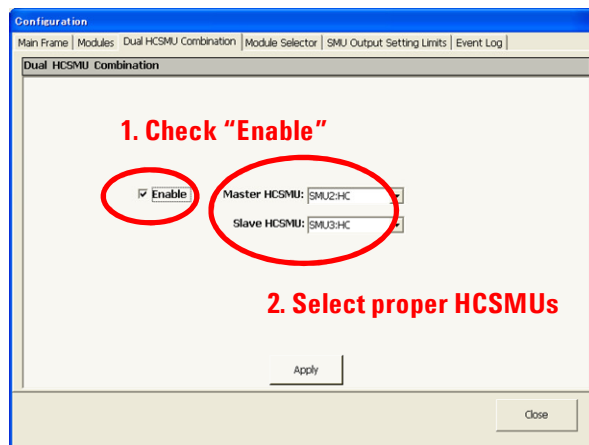 Configuration
Main Frame Modules Dual HCSMU Combination Module Selector SMU Output Setting Limits Event Log
Dual HCSMU Combination
1. Check “Enable”
Enable Master HCSMU: SMU2:HC
Slave HCSMU: SMU3:HC
2. Select proper HCSMUs
Apply
Close